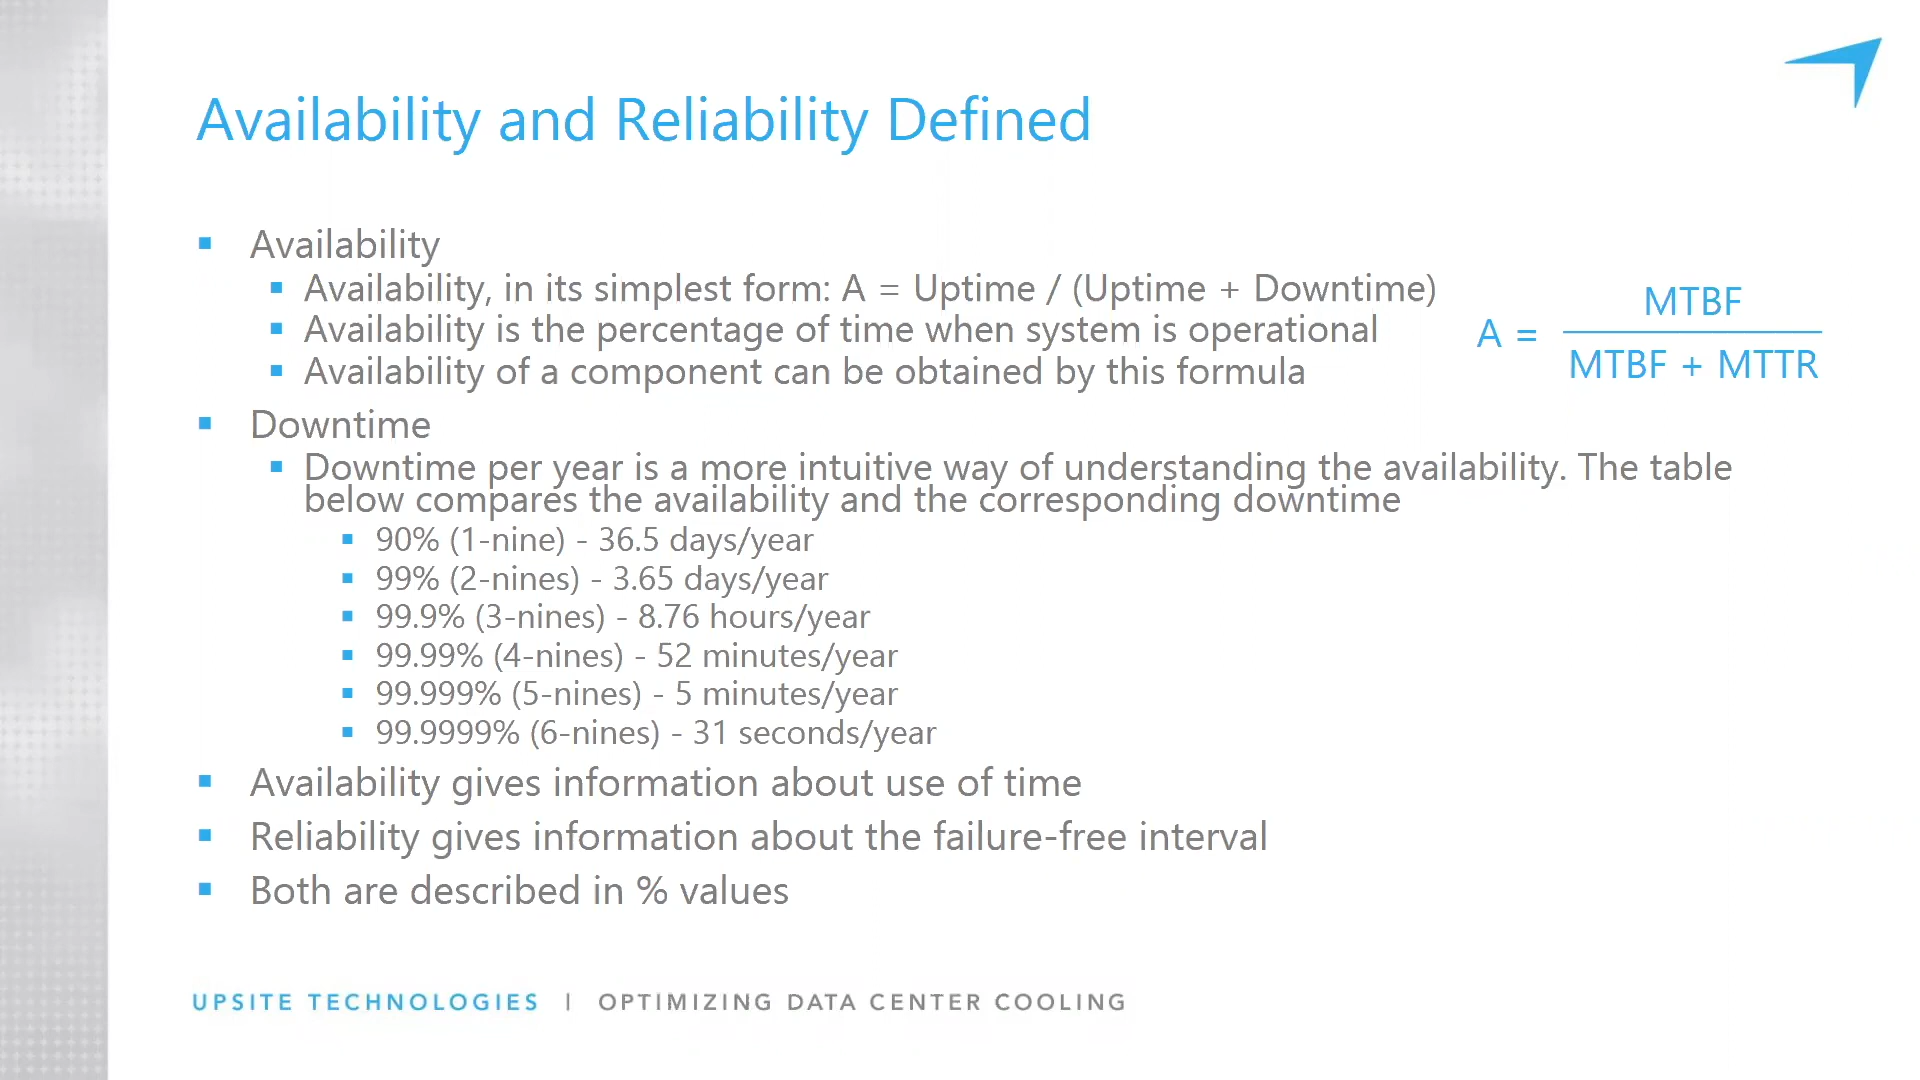 Availability and Reliability Defined
Availability
Availability, in its simplest form: A = Uptime / (Uptime + Downtime)
Availability is the percentage of time when system is operational
Availability of a component can be obtained by this formula
A = MTBF
MTBF + MTTR
Downtime
Downtime per year is a more intuitive way of understanding the availability. The table
below compares the availability and the corresponding downtime
90% (1-nine) - 36.5 days/year
99% (2-nines) - 3.65 days/year
99.9% (3-nines) - 8.76 hours/year
99.99% (4-nines) - 52 minutes/year
99.999% (5-nines) - 5 minutes/year
99.9999% (6-nines) - 31 seconds/year
Availability gives information about use of time
Reliability gives information about the failure-free interval
Both are described in % values
UPSITE TECHNOLOGIES | OPTIMIZING DATA CENTER COOLING